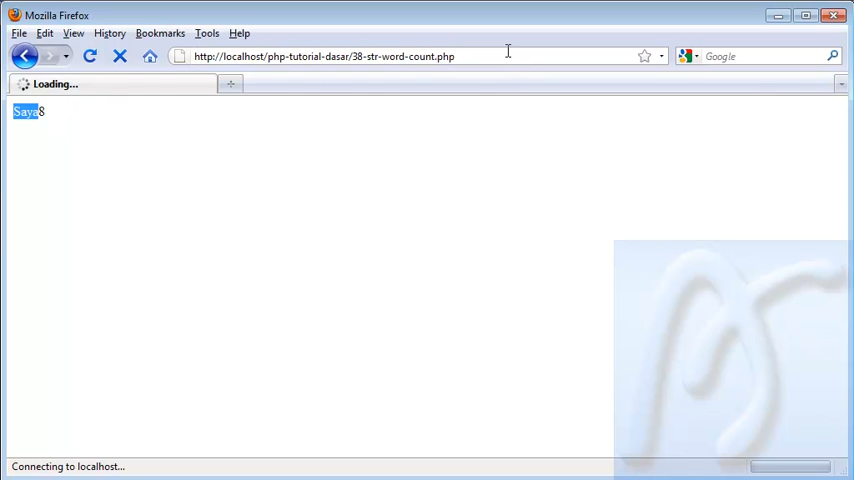 Mozilla Firefox
File Edit View History Bookmarks Tools Help
http://localhost/php-tutorial-dasar/38-str-word-count.php
Google
Loading...
Saya8
Connecting to localhost...